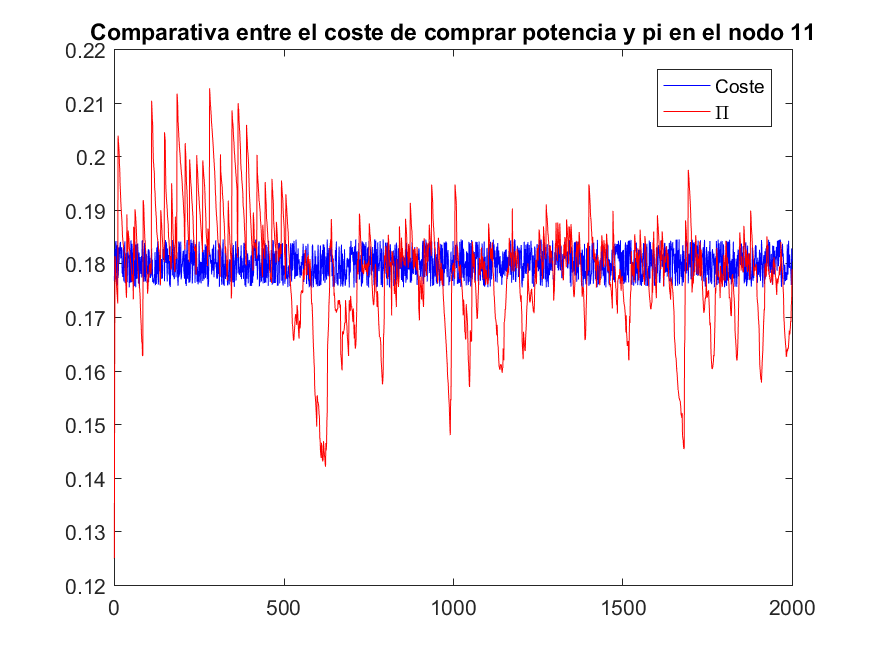 Comparativa entre el coste de comprar potencia y pi en el nodo 11
0.22
0.21
0.2
0.19
0.18
0.17
0.16
0.15
0.14
0.13
0.12
Coste
Π
0 500 1000 1500 2000